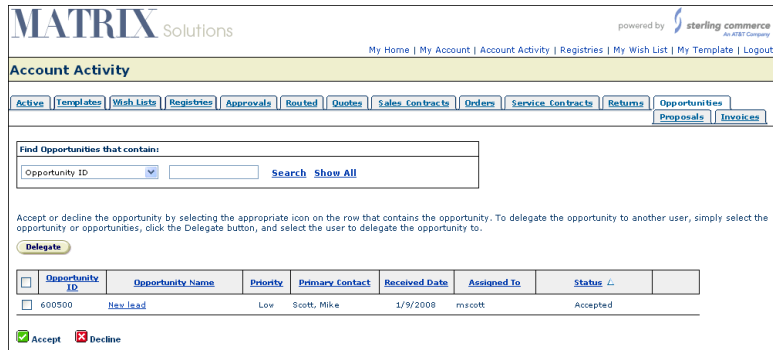 MATRIX Solutions
powered by sterling commerce
An AT&T Company
My Home | My Account | Account Activity | Registries | My Wish List | My Template | Logout
Account Activity
Active Templates Wish Lists Registries Approvals Routed Quotes Sales Contracts Orders Service Contracts Returns Opportunities
Proposals Invoices
Find Opportunities that contain:
Opportunity ID Search Show All
Accept or decline the opportunity by selecting the appropriate icon on the row that contains the opportunity. To delegate the opportunity to another user, simply select the
opportunity or opportunities, click the Delegate button, and select the user to delegate the opportunity to.
Delegate
Opportunity ID Opportunity Name Priority Primary Contact Received Date Assigned To Status
600500 New lead Low Scott, Mike 1/9/2008 mscott Accepted
Accept Decline